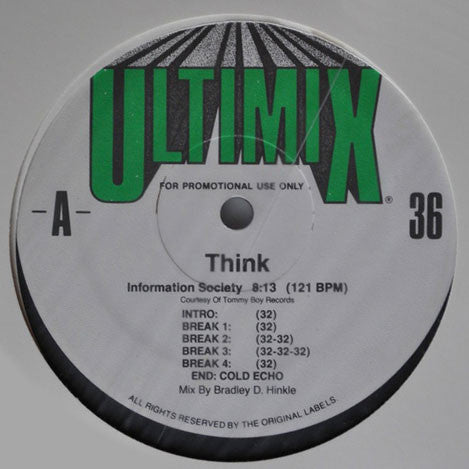 ULTIMIX®
FOR PROMOTIONAL USE ONLY.
-A-
36
Think
Information Society 8:13 (121 BPM)
Courtesy Of Tommy Boy Records
INTRO: (32)
BREAK 1: (32)
BREAK 2: (32-32)
BREAK 3: (32-32-32)
BREAK 4: (32)
END: COLD ECHO
Mix By Bradley D. Hinkle
ALL RIGHTS RESERVED BY THE ORIGINAL LABELS.